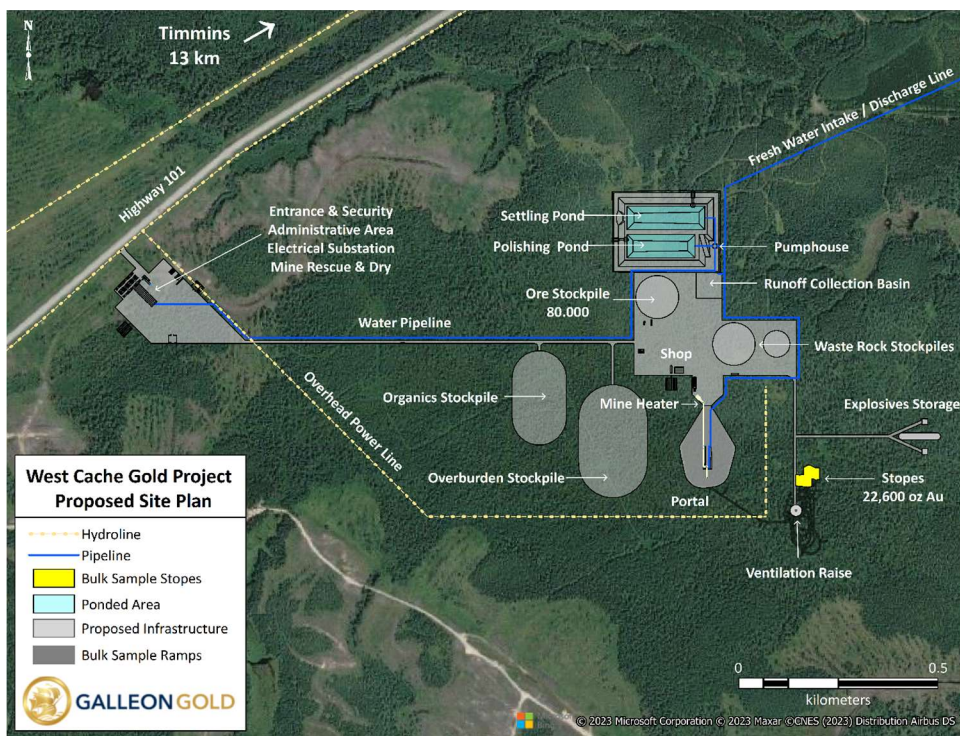 N
Timmins
13 km
Highway 101
Fresh Water Intake / Discharge Line
Entrance & Security
Administrative Area
Electrical Substation
Mine Rescue & Dry
Settling Pond
Polishing Pond
Pumphouse
Runoff Collection Basin
Ore Stockpile
80.000
Water Pipeline
Waste Rock Stockpiles
Shop
Organics Stockpile
Mine Heater
Explosives Storage
Overhead Power Line
Overburden Stockpile
Portal
Stopes
22,600 oz Au
Ventilation Raise
West Cache Gold Project
Proposed Site Plan
Hydroline
Pipeline
Bulk Sample Stopes
Ponded Area
Proposed Infrastructure
Bulk Sample Ramps
GALLEON GOLD
0 0.5
kilometers
© 2023 Microsoft Corporation © 2023 Maxar ©CNES (2023) Distribution Airbus DS